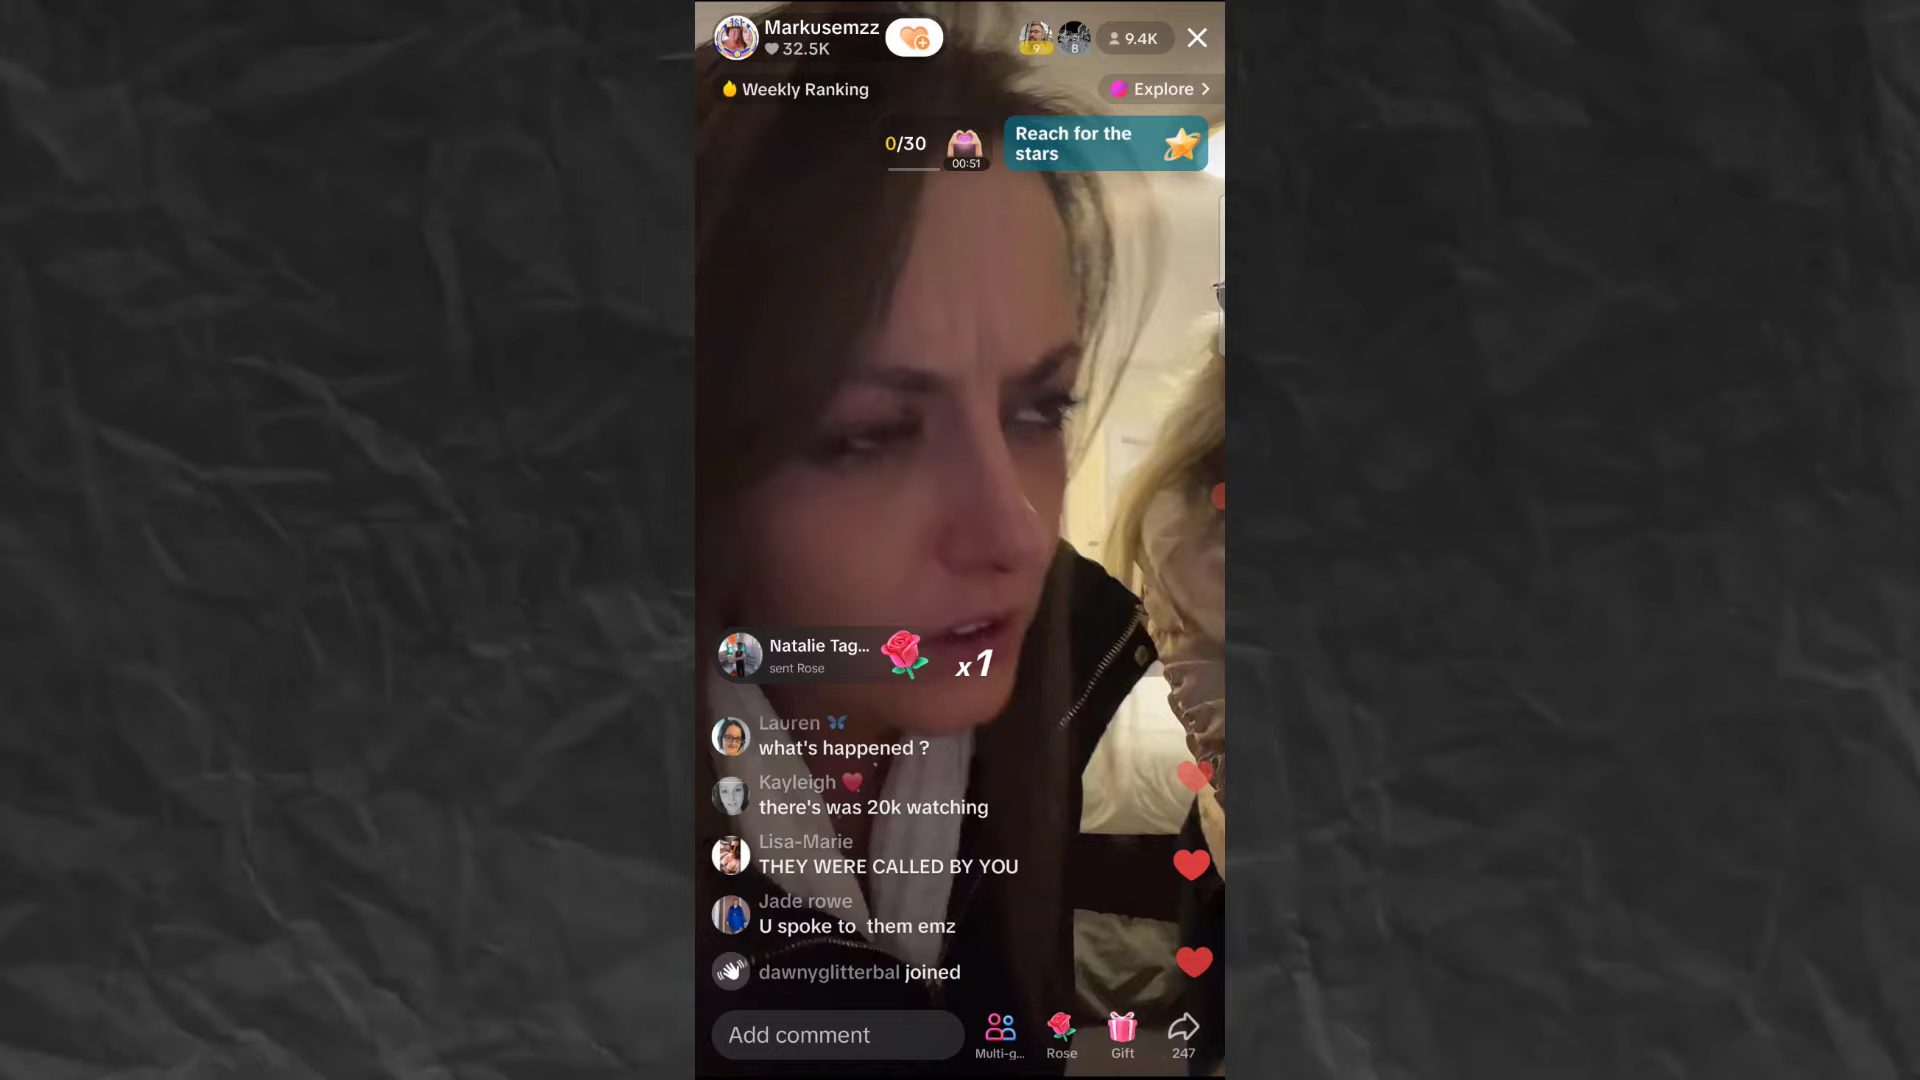 Markusemzz
32.5K
9
8
9.4K
Weekly Ranking
Explore
0/30
00:51
Reach for the
stars
Natalie Tag...
sent Rose
x1
Lauren
what's happened ?
Kayleigh
there's was 20k watching
Lisa-Marie
THEY WERE CALLED BY YOU
Jade rowe
U spoke to them emz
dawnyglitterbal joined
Add comment
Multi-g...
Rose
Gift
247